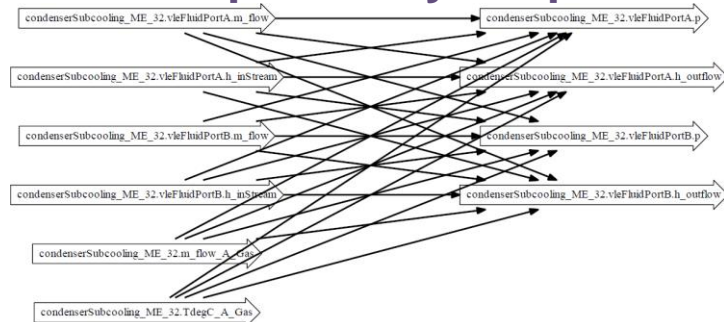 condenserSubcooling_ME_32.vleFluidPortA.m_flow
condenserSubcooling_ME_32.vleFluidPortA.p
condenserSubcooling_ME_32.vleFluidPortA.h_inStream
condenserSubcooling_ME_32.vleFluidPortA.h_outflow
condenserSubcooling_ME_32.vleFluidPortB.m_flow
condenserSubcooling_ME_32.vleFluidPortB.p
condenserSubcooling_ME_32.vleFluidPortB.h_inStream
condenserSubcooling_ME_32.vleFluidPortB.h_outflow
condenserSubcooling_ME_32.m_flow_A_Gas
condenserSubcooling_ME_32.TdegC_A_Gas